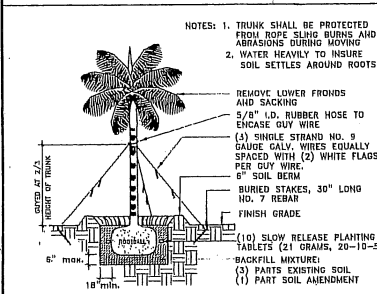 NOTES: 1. TRUNK SHALL BE PROTECTED
FROM ROPE SLING BURNS AND
ABRASIONS DURING MOVING
2. WATER HEAVILY TO INSURE
SOIL SETTLES AROUND ROOTS
REMOVE LOWER FRONDS
AND SACKING
5/8" I.D. RUBBER HOSE TO
ENCASE GUY WIRE
(3) SINGLE STRAND NO. 9
GAUGE GALV. WIRES EQUALLY
SPACED WITH (2) WHITE FLAGS
PER GUY WIRE.
6" SOIL BERM
BURIED STAKES, 30" LONG
NO. 7 REBAR
FINISH GRADE
(10) SLOW RELEASE PLANTING
TABLETS (21 GRAMS, 20-10-5
BACKFILL MIXTURE:
(3) PARTS EXISTING SOIL
(1) PART SOIL AMENDMENT
GUYED AT 2/3
HEIGHT OF TRUNK
ROOTBALL
6" max.
18" min.